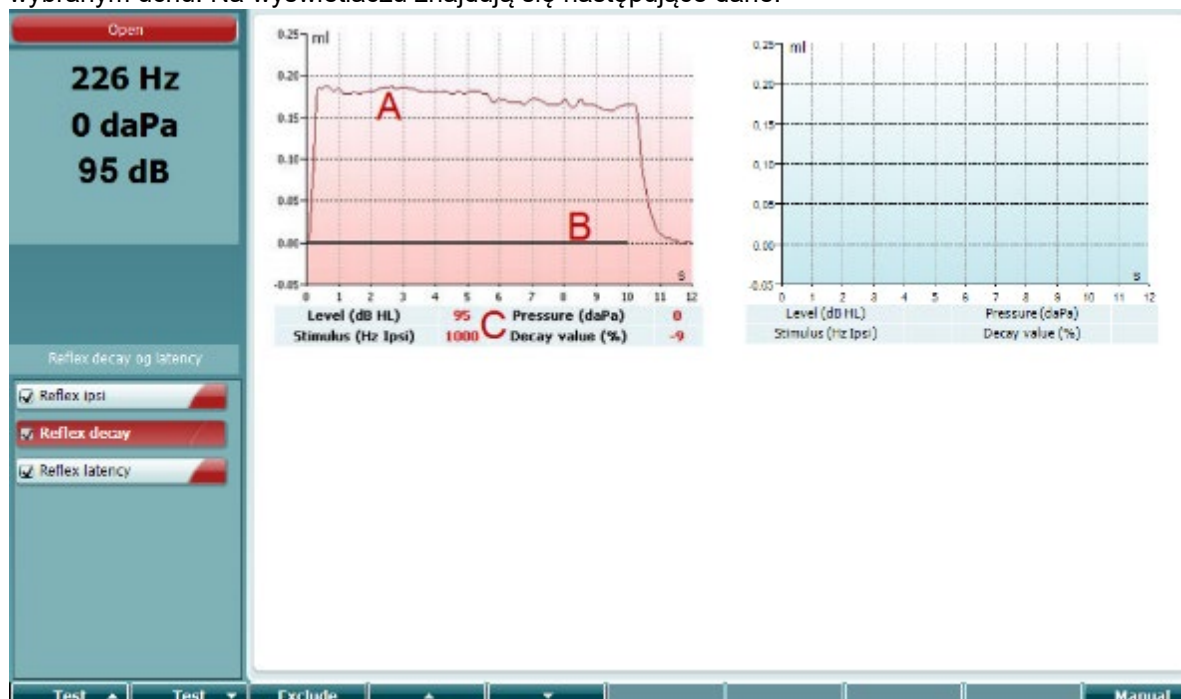 wybranym uchu. Na wyświetlaczu znajdują się następujące dane:
Open
226 Hz
0 daPa
95 dB
Reflex decay og latency
Reflex ipsi
Reflex decay
Reflex latency
0.25 ml
0.20
0.15
0.10
0.05
0.00
-0.05
A
B
s
0 1 2 3 4 5 6 7 8 9 10 11 12
Level (dB HL) 95 C Pressure (daPa) 0
Stimulus (Hz Ipsi) 1000 Decay value (%) -9
0.25 ml
0.20
0.15
0.10
0.05
0.00
-0.05
s
0 1 2 3 4 5 6 7 8 9 10 11 12
Level (dB HL) Pressure (daPa)
Stimulus (Hz Ipsi) Decay value (%)
Test Test Exclude Manual